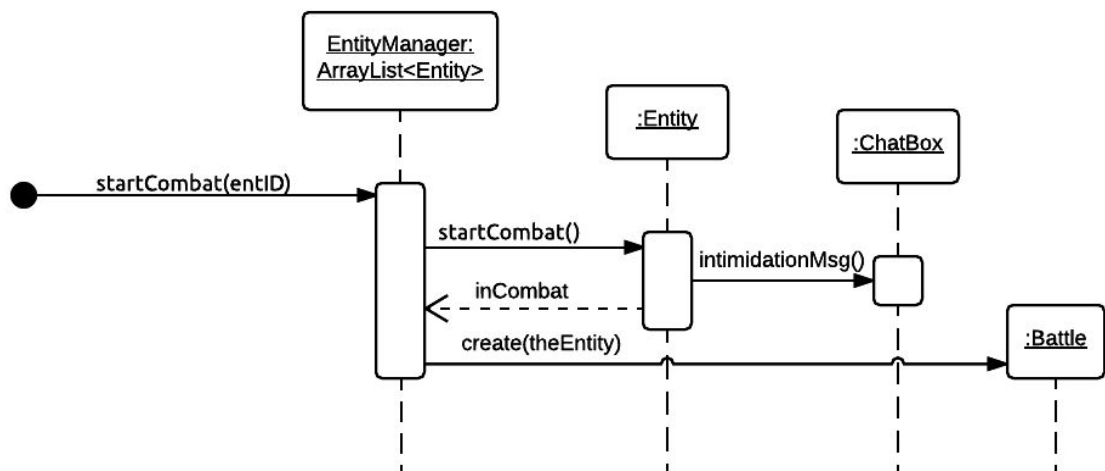 EntityManager:
ArrayList<Entity>
:Entity
:ChatBox
startCombat(entID)
startCombat()
intimidationMsg()
inCombat
create(theEntity)
:Battle